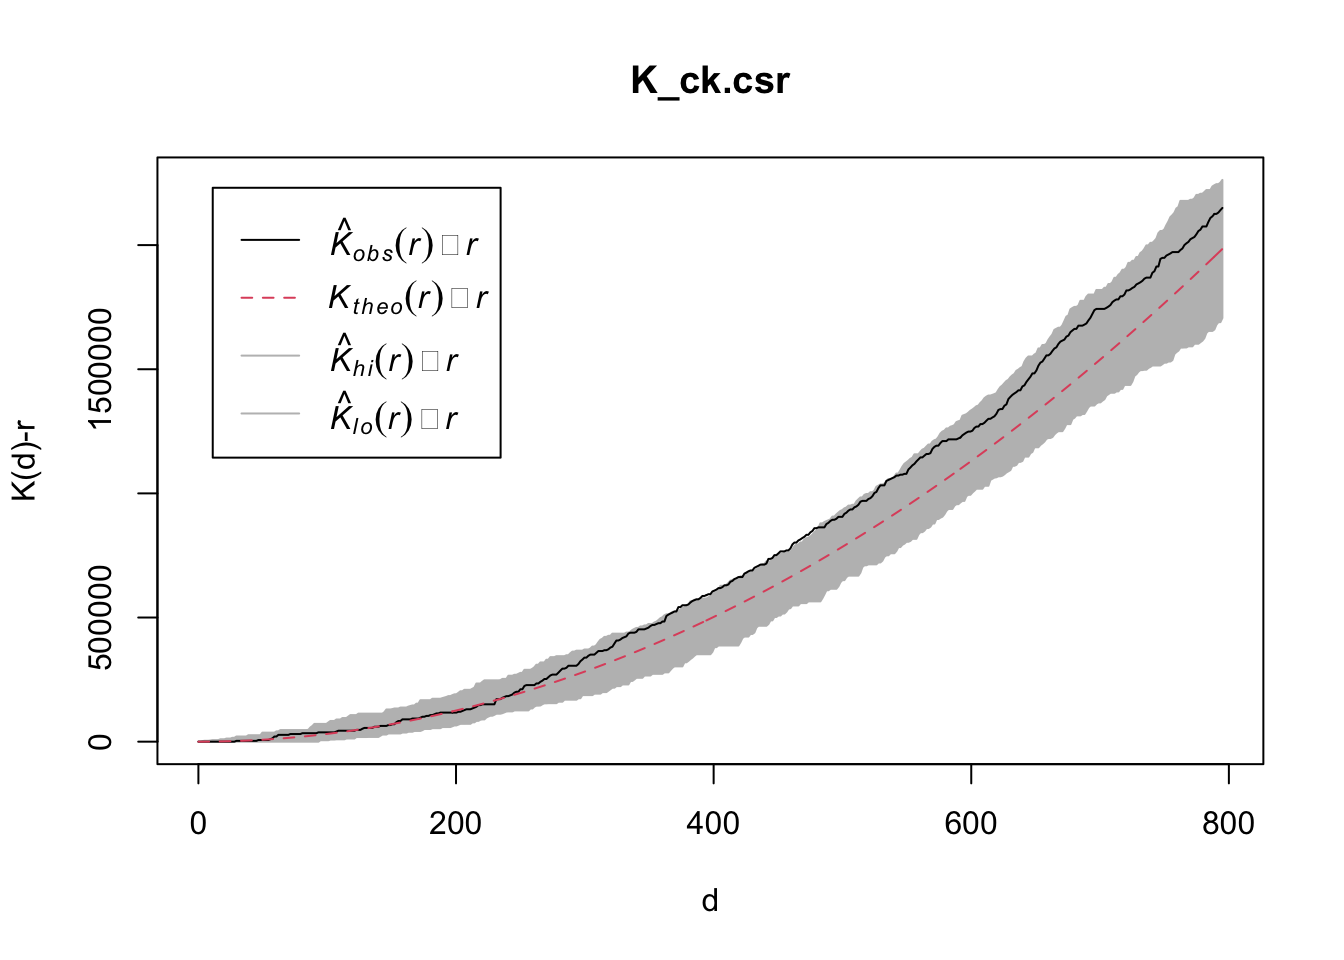 K_ck.csr
K̂obs(r) □ r
Ktheo(r) □ r
K̂hi(r) □ r
K̂lo(r) □ r
K(d)-r
1500000
500000
0
0 200 400 600 800
d